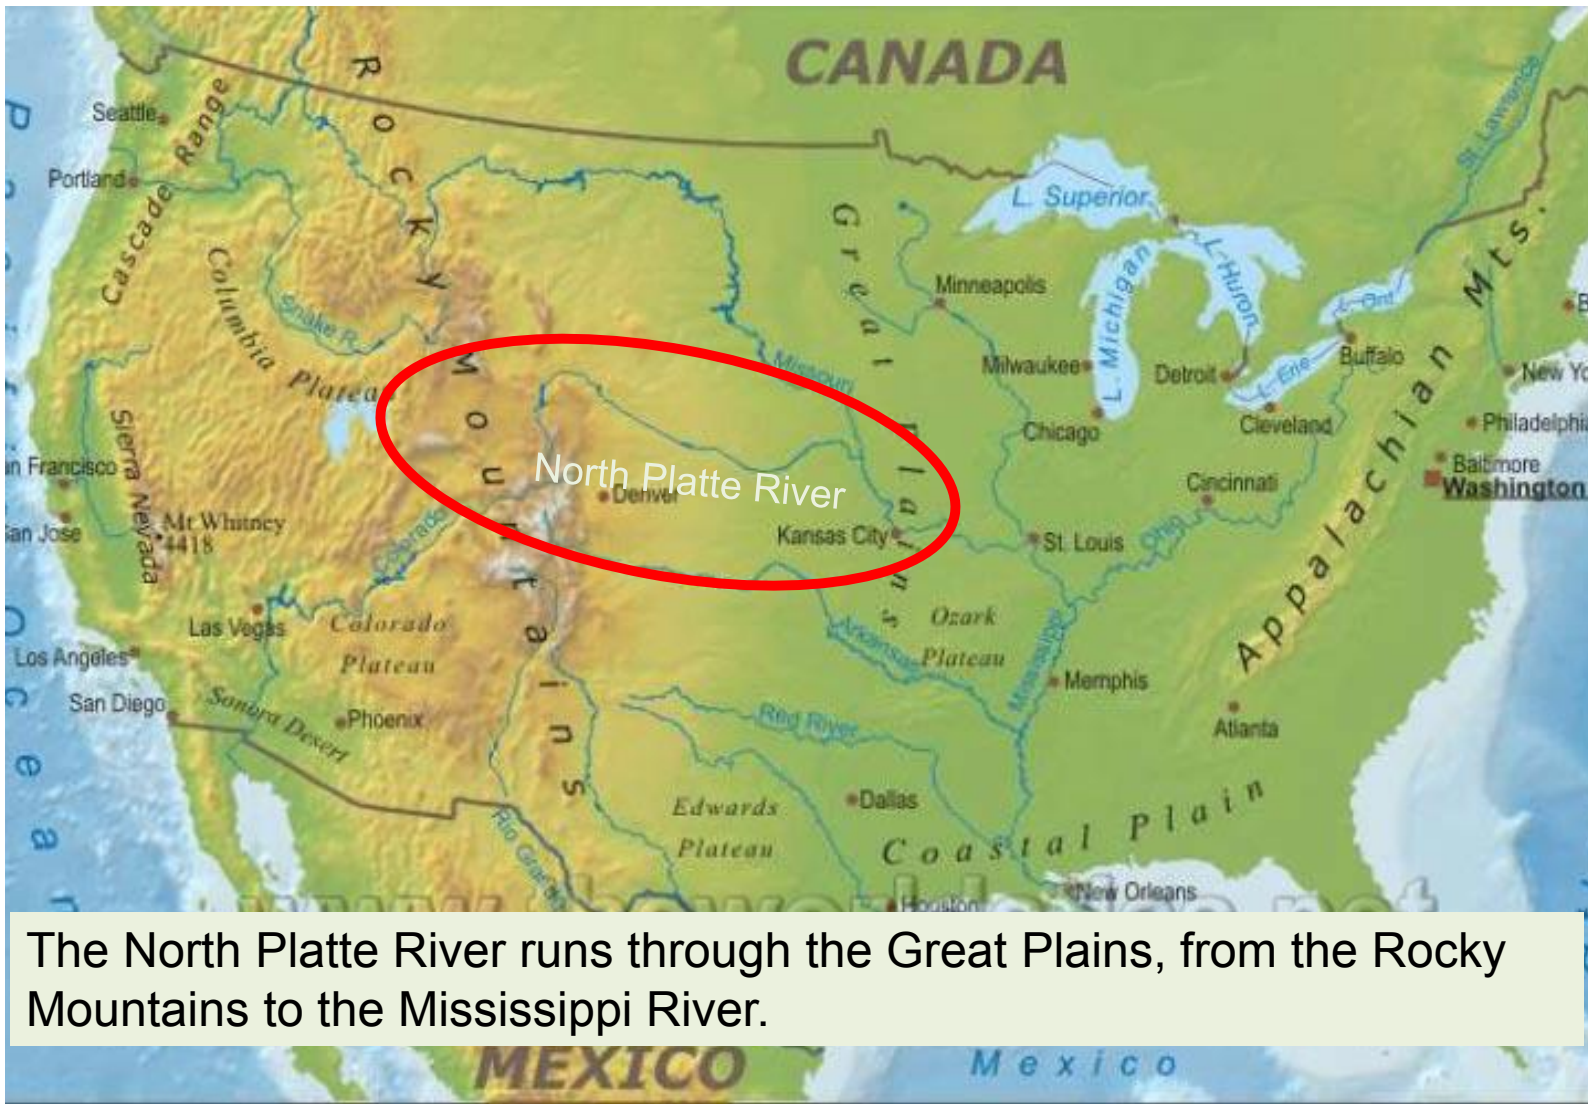 CANADA
Rocky Mountains
Seattle
Cascade Range
Portland
Columbia Plateau
Snake R.
Great Plains
L. Superior
L. Michigan
L. Huron
L. Ont
L. Erie
St. Lawrence
Minneapolis
Milwaukee
Detroit
Buffalo
Chicago
Cleveland
New Yo
Philadelphia
Baltimore
Washington
Appalachian Mts.
Missouri
North Platte River
Denver
Kansas City
St. Louis
Cincinnati
Ohio
Sierra Nevada
an Francisco
an Jose
Mt Whitney
4418
Colorado
Las Vegas
Colorado
Plateau
Los Angeles
San Diego
Sonora Desert
Phoenix
Arkansas
Ozark
Plateau
Mississippi
Memphis
Atlanta
Red River
Edwards
Plateau
Dallas
Coastal Plain
Rio Grande
New Orleans
Houston
The North Platte River runs through the Great Plains, from the Rocky
Mountains to the Mississippi River.
MEXICO
Mexico